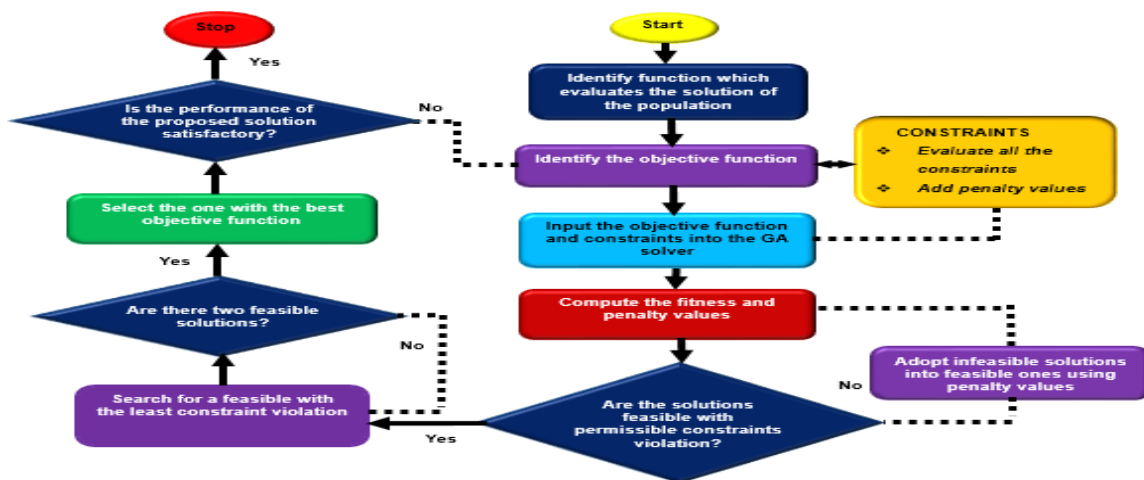 Start
Identify function which
evaluates the solution of
the population
Identify the objective function
CONSTRAINTS
❖ Evaluate all the
constraints
❖ Add penalty values
Input the objective function
and constraints into the GA
solver
Compute the fitness and
penalty values
Adopt infeasible solutions
into feasible ones using
penalty values
No
Are the solutions
feasible with
permissible constraints
violation?
Yes
Search for a feasible with
the least constraint violation
Are there two feasible
solutions?
No
Yes
Select the one with the best
objective function
Is the performance of
the proposed solution
satisfactory?
No
Yes
Stop